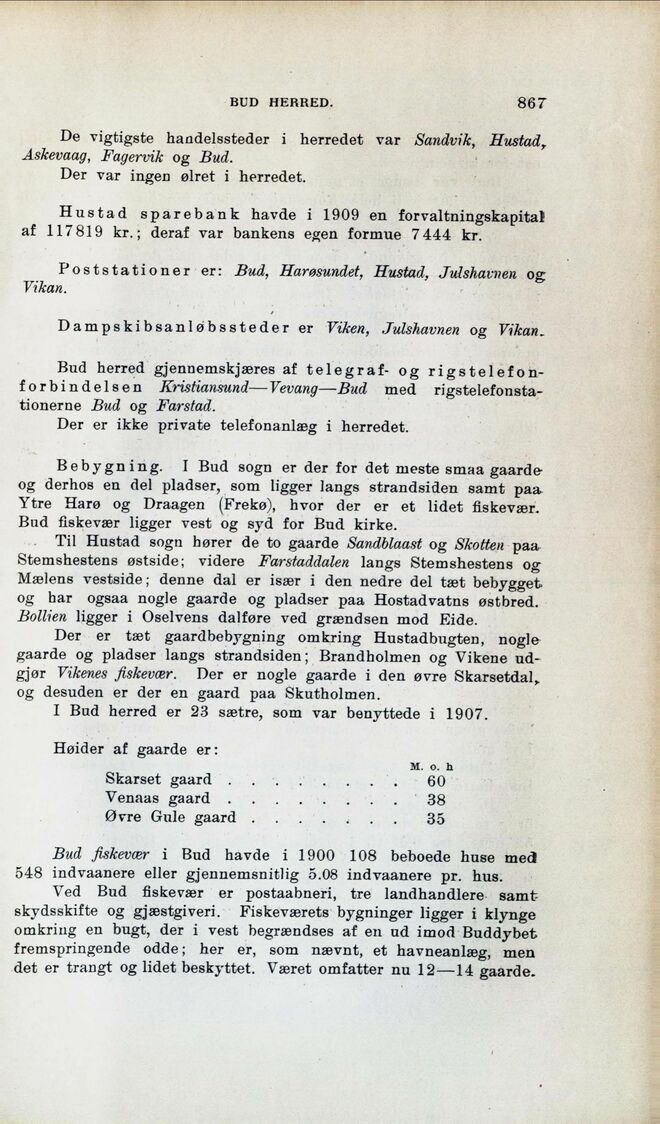 BUD HERRED. 867
De vigtigste handelssteder i herredet var Sandvik, Hustad,
Askevaag, Fagervik og Bud.
Der var ingen ølret i herredet.
Hustad sparebank havde i 1909 en forvaltningskapital
af 117819 kr.; deraf var bankens egen formue 7444 kr.
Poststationer er: Bud, Harøsundet, Hustad, Julshavnen og
Vikan.
Dampskibsanløbssteder er Viken, Julshavnen og Vikan.
Bud herred gjennemskjæres af telegraf- og rigstelefon-
forbindelsen Kristiansund—Vevang—Bud med rigstelefonsta-
tionerne Bud og Farstad.
Der er ikke private telefonanlæg i herredet.
Bebygning. I Bud sogn er der for det meste smaa gaarde
og derhos en del pladser, som ligger langs strandsiden samt paa
Ytre Harø og Draagen (Frekø), hvor der er et lidet fiskevær.
Bud fiskevær ligger vest og syd for Bud kirke.
Til Hustad sogn hører de to gaarde Sandblaast og Skotten paa
Stemshestens østside; videre Farstaddalen langs Stemshestens og
Mælens vestside; denne dal er især i den nedre del tæt bebygget
og har ogsaa nogle gaarde og pladser paa Hostadvatns østbred.
Bollien ligger i Oselvens dalføre ved grændsen mod Eide.
Der er tæt gaardbebygning omkring Hustadbugten, nogle
gaarde og pladser langs strandsiden; Brandholmen og Vikene ud-
gjør Vikenes fiskevær. Der er nogle gaarde i den øvre Skarsetdal,
og desuden er der en gaard paa Skutholmen.
I Bud herred er 23 sætre, som var benyttede i 1907.
Høider af gaarde er:
M. o. h
Skarset gaard . . . . . . . . 60
Venaas gaard . . . . . . . . 38
Øvre Gule gaard . . . . . . . 35
Bud fiskevær i Bud havde i 1900 108 beboede huse med
548 indvaanere eller gjennemsnitlig 5.08 indvaanere pr. hus.
Ved Bud fiskevær er postaabneri, tre landhandlere samt
skydsskifte og gjæstgiveri. Fiskeværets bygninger ligger i klynge
omkring en bugt, der i vest begrændses af en ud imod Buddybet
fremspringende odde; her er, som nævnt, et havneanlæg, men
det er trangt og lidet beskyttet. Været omfatter nu 12—14 gaarde.